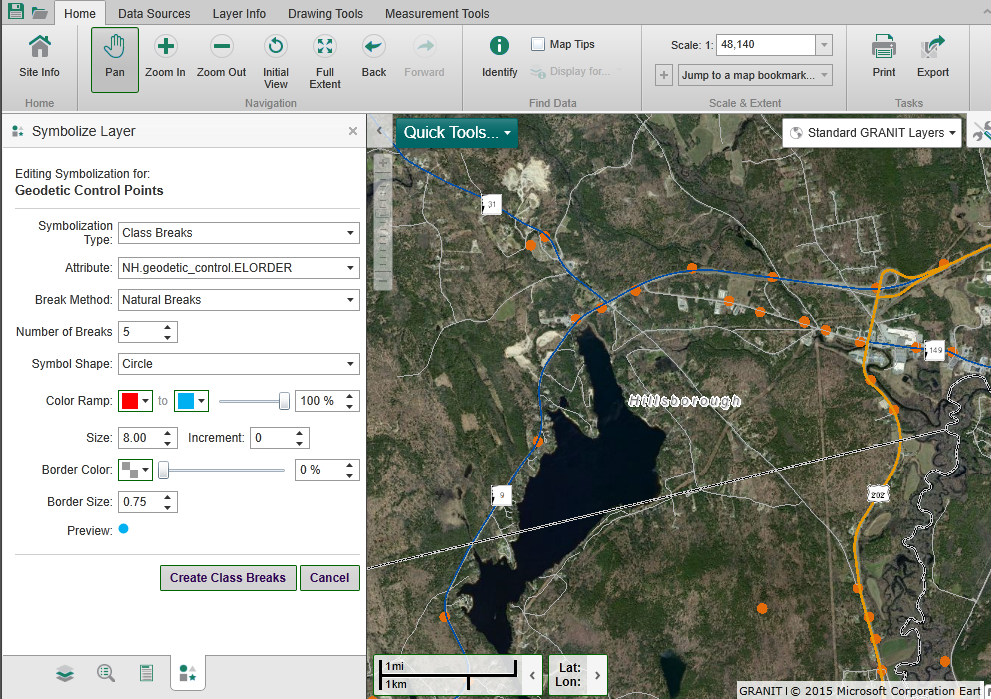 Home Data Sources Layer Info Drawing Tools Measurement Tools
Site Info
Pan
Zoom In
Zoom Out
Initial View
Full Extent
Back
Forward
Identify
Map Tips
Display for...
Scale: 1: 48,140
Jump to a map bookmark...
Print
Export
Home Navigation Find Data Scale & Extent Tasks
Symbolize Layer
Editing Symbolization for:
Geodetic Control Points
Symbolization Type: Class Breaks
Attribute: NH.geodetic_control.ELORDER
Break Method: Natural Breaks
Number of Breaks 5
Symbol Shape: Circle
Color Ramp: to 100 %
Size: 8.00 Increment: 0
Border Color: 0 %
Border Size: 0.75
Preview:
Create Class Breaks Cancel
Quick Tools...
Standard GRANIT Layers
31
149
Hillsborough
9
202
1mi
1km
Lat:
Lon:
GRANIT | © 2015 Microsoft Corporation Eart